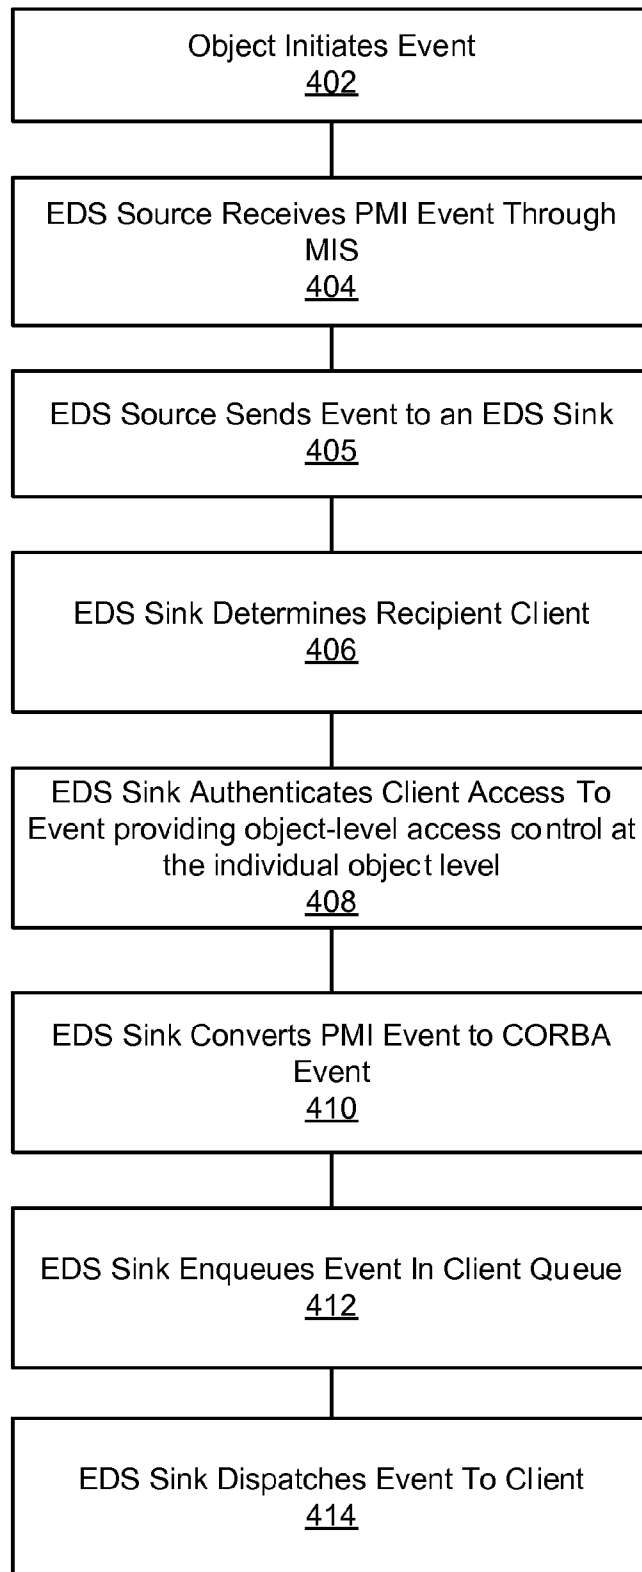 Object Initiates Event
402
EDS Source Receives PMI Event Through
MIS
404
EDS Source Sends Event to an EDS Sink
405
EDS Sink Determines Recipient Client
406
EDS Sink Authenticates Client Access To
Event providing object-level access control at
the individual object level
408
EDS Sink Converts PMI Event to CORBA
Event
410
EDS Sink Enqueues Event In Client Queue
412
EDS Sink Dispatches Event To Client
414